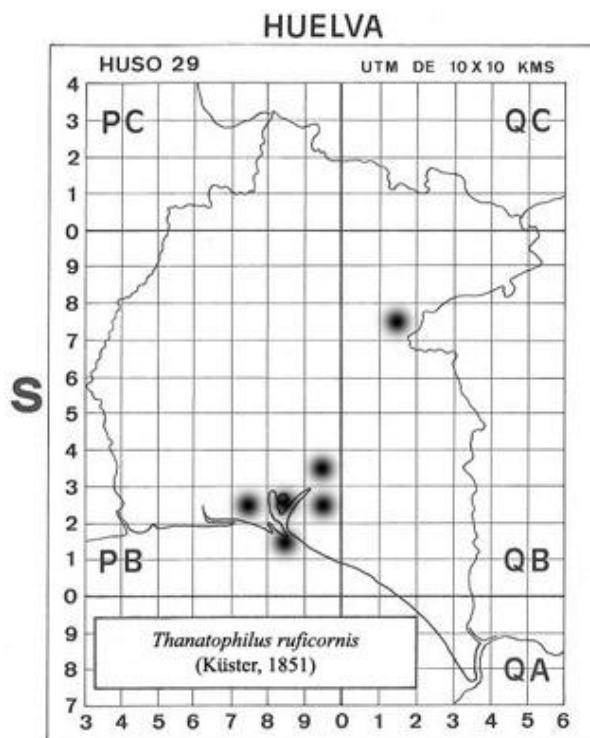 HUELVA
HUSO 29 UTM DE 10 X 10 KMS
4
3 PC QC
2
1
0
9
8
7
S 6
5
4
3
2
1 PB QB
0
9
8 QA
7
Thanatophilus ruficornis
(Küster, 1851)
3 4 5 6 7 8 9 0 1 2 3 4 5 6